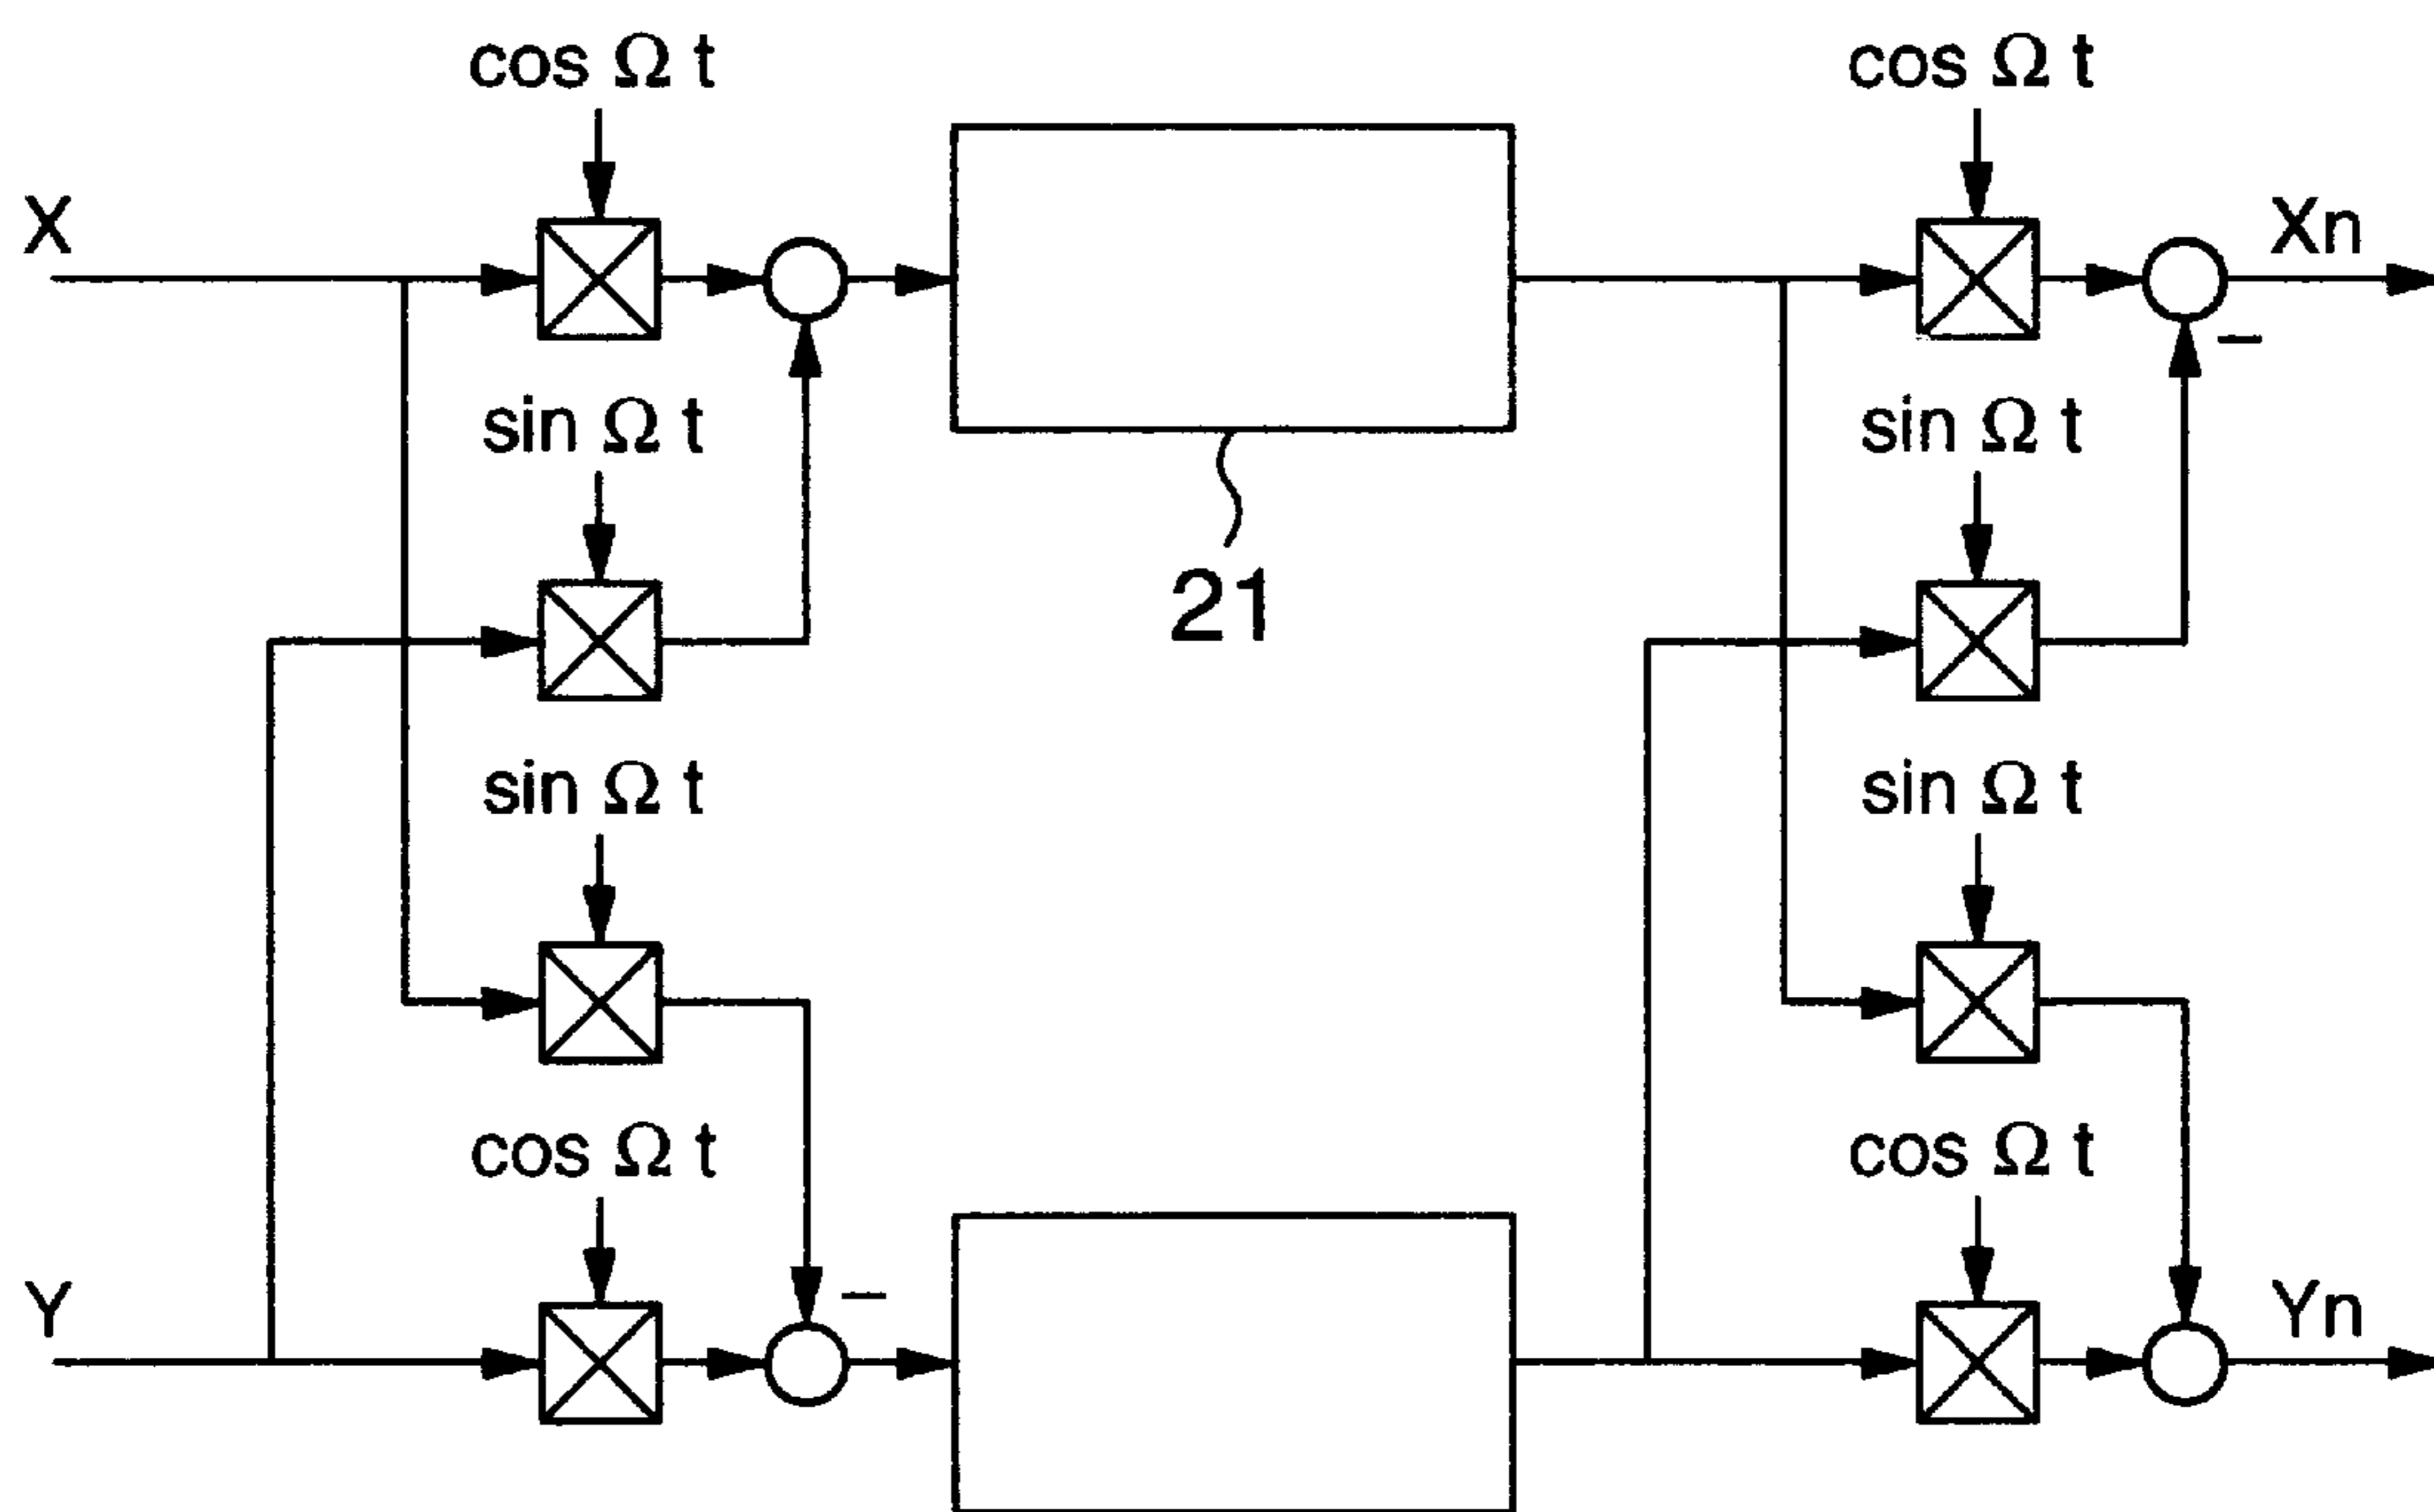 cos Ω t
cos Ω t
X
Xn
–
sin Ω t
sin Ω t
21
sin Ω t
sin Ω t
cos Ω t
cos Ω t
–
Y
Yn